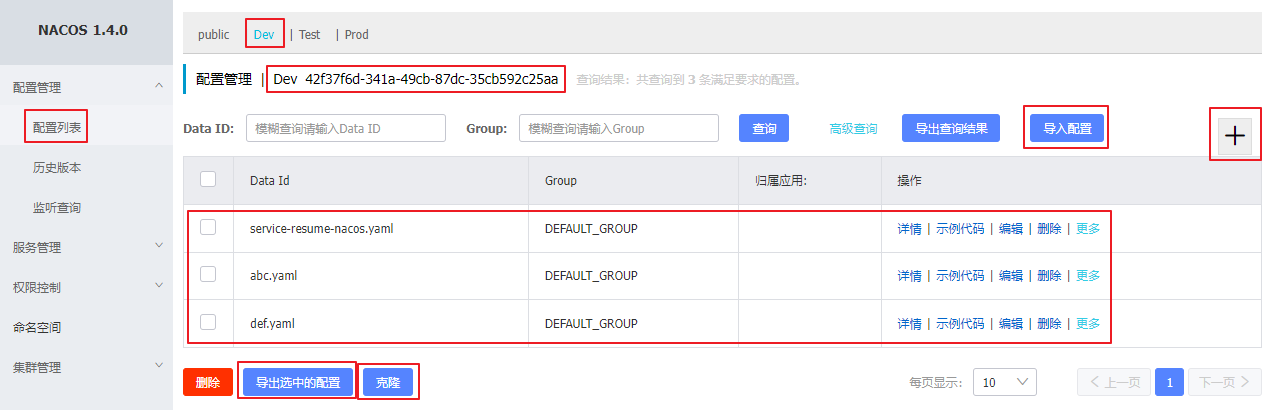 NACOS 1.4.0
配置管理
配置列表
历史版本
监听查询
服务管理
权限控制
命名空间
集群管理
public Dev | Test | Prod
配置管理 | Dev 42f37f6d-341a-49cb-87dc-35cb592c25aa 查询结果：共查询到 3 条满足要求的配置。
Data ID: 模糊查询请输入Data ID Group: 模糊查询请输入Group 查询 高级查询 导出查询结果 导入配置
Data Id Group 归属应用: 操作
service-resume-nacos.yaml DEFAULT_GROUP 详情 | 示例代码 | 编辑 | 删除 | 更多
abc.yaml DEFAULT_GROUP 详情 | 示例代码 | 编辑 | 删除 | 更多
def.yaml DEFAULT_GROUP 详情 | 示例代码 | 编辑 | 删除 | 更多
删除 导出选中的配置 克隆 每页显示: 10 上一页 1 下一页